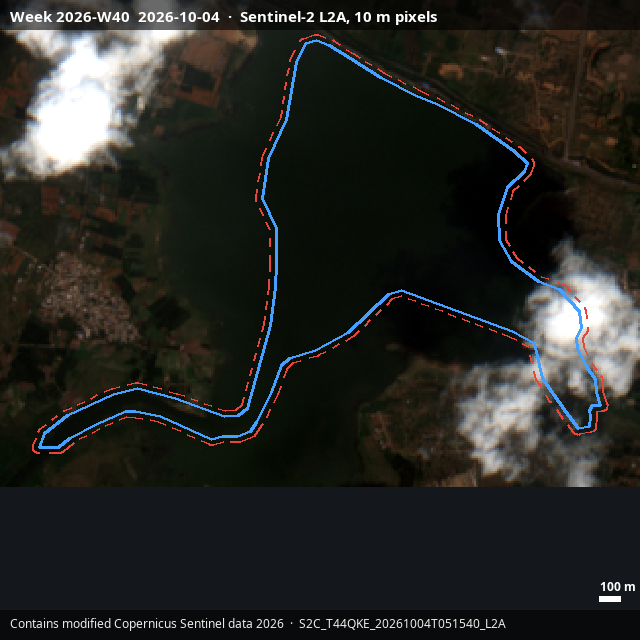 Week 2026-W40  2026-10-04  ·  Sentinel-2 L2A, 10 m pixels
100 m
Contains modified Copernicus Sentinel data 2026  ·  S2C_T44QKE_20261004T051540_L2A